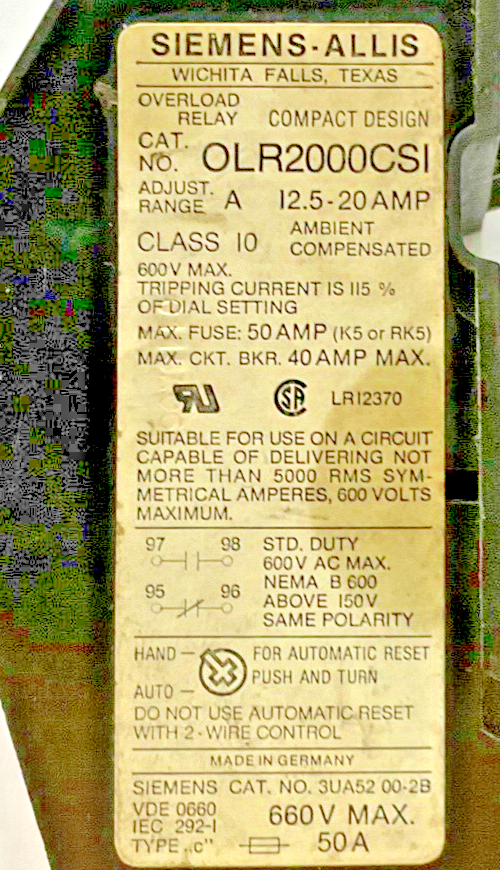 SIEMENS-ALLIS
WICHITA FALLS, TEXAS
OVERLOAD RELAY COMPACT DESIGN
CAT. NO. OLR2000CSI
ADJUST. RANGE A 12.5-20 AMP
CLASS 10 AMBIENT COMPENSATED
600V MAX.
TRIPPING CURRENT IS 115 %
OF DIAL SETTING
MAX. FUSE: 50 AMP (K5 or RK5)
MAX. CKT. BKR. 40 AMP MAX.
LR12370
SUITABLE FOR USE ON A CIRCUIT
CAPABLE OF DELIVERING NOT
MORE THAN 5000 RMS SYM-
METRICAL AMPERES, 600 VOLTS
MAXIMUM.
97 98 STD. DUTY
600V AC MAX.
95 96 NEMA B 600
ABOVE 150V
SAME POLARITY
HAND — FOR AUTOMATIC RESET
PUSH AND TURN
AUTO —
DO NOT USE AUTOMATIC RESET
WITH 2-WIRE CONTROL
MADE IN GERMANY
SIEMENS CAT. NO. 3UA52 00-2B
VDE 0660
IEC 292-1 660V MAX.
TYPE „c" 50A